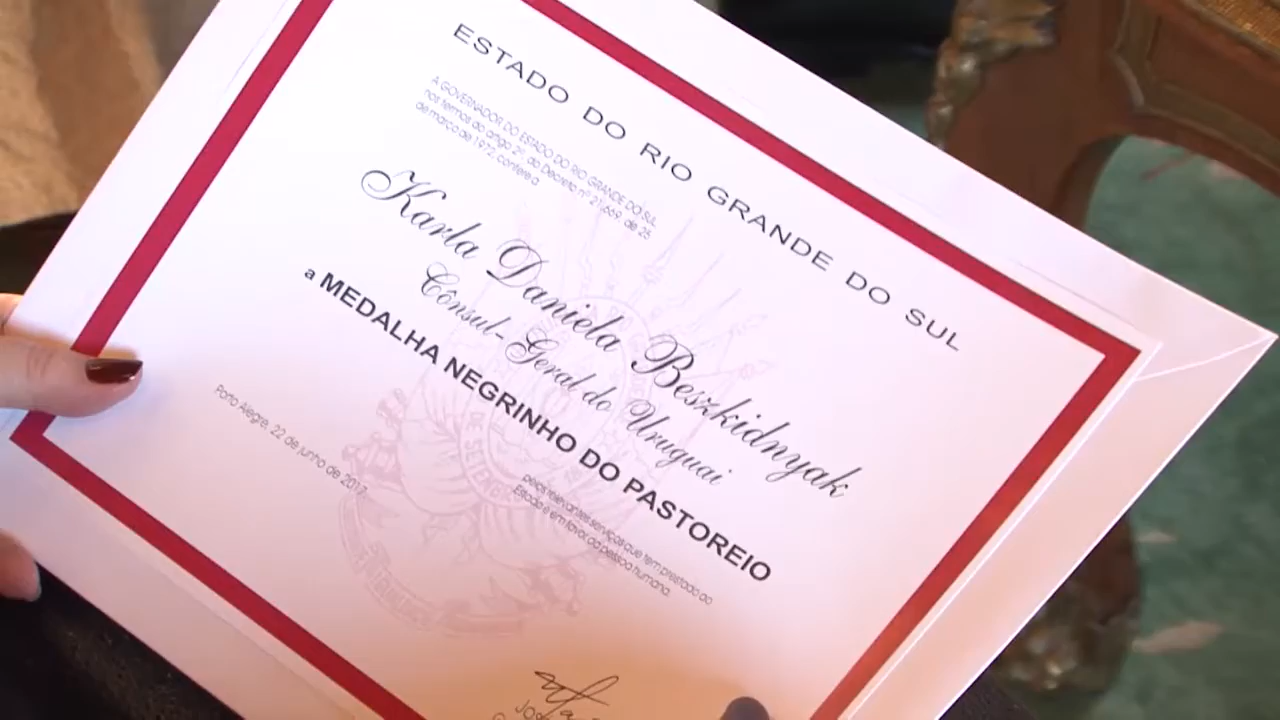 ESTADO DO RIO GRANDE DO SUL
A GOVERNADOR DO ESTADO DO RIO GRANDE DO SUL,
nos termos do artigo 2º, do Decreto nº 21.669, de 25
de março de 1972, confere a
Karla Daniela Beszkidnyak
Cônsul- Geral do Uruguai
a MEDALHA NEGRINHO DO PASTOREIO
pelos relevantes serviços que tem prestado ao
Estado e em favor da pessoa humana.
Porto Alegre, 22 de junho de 2017.